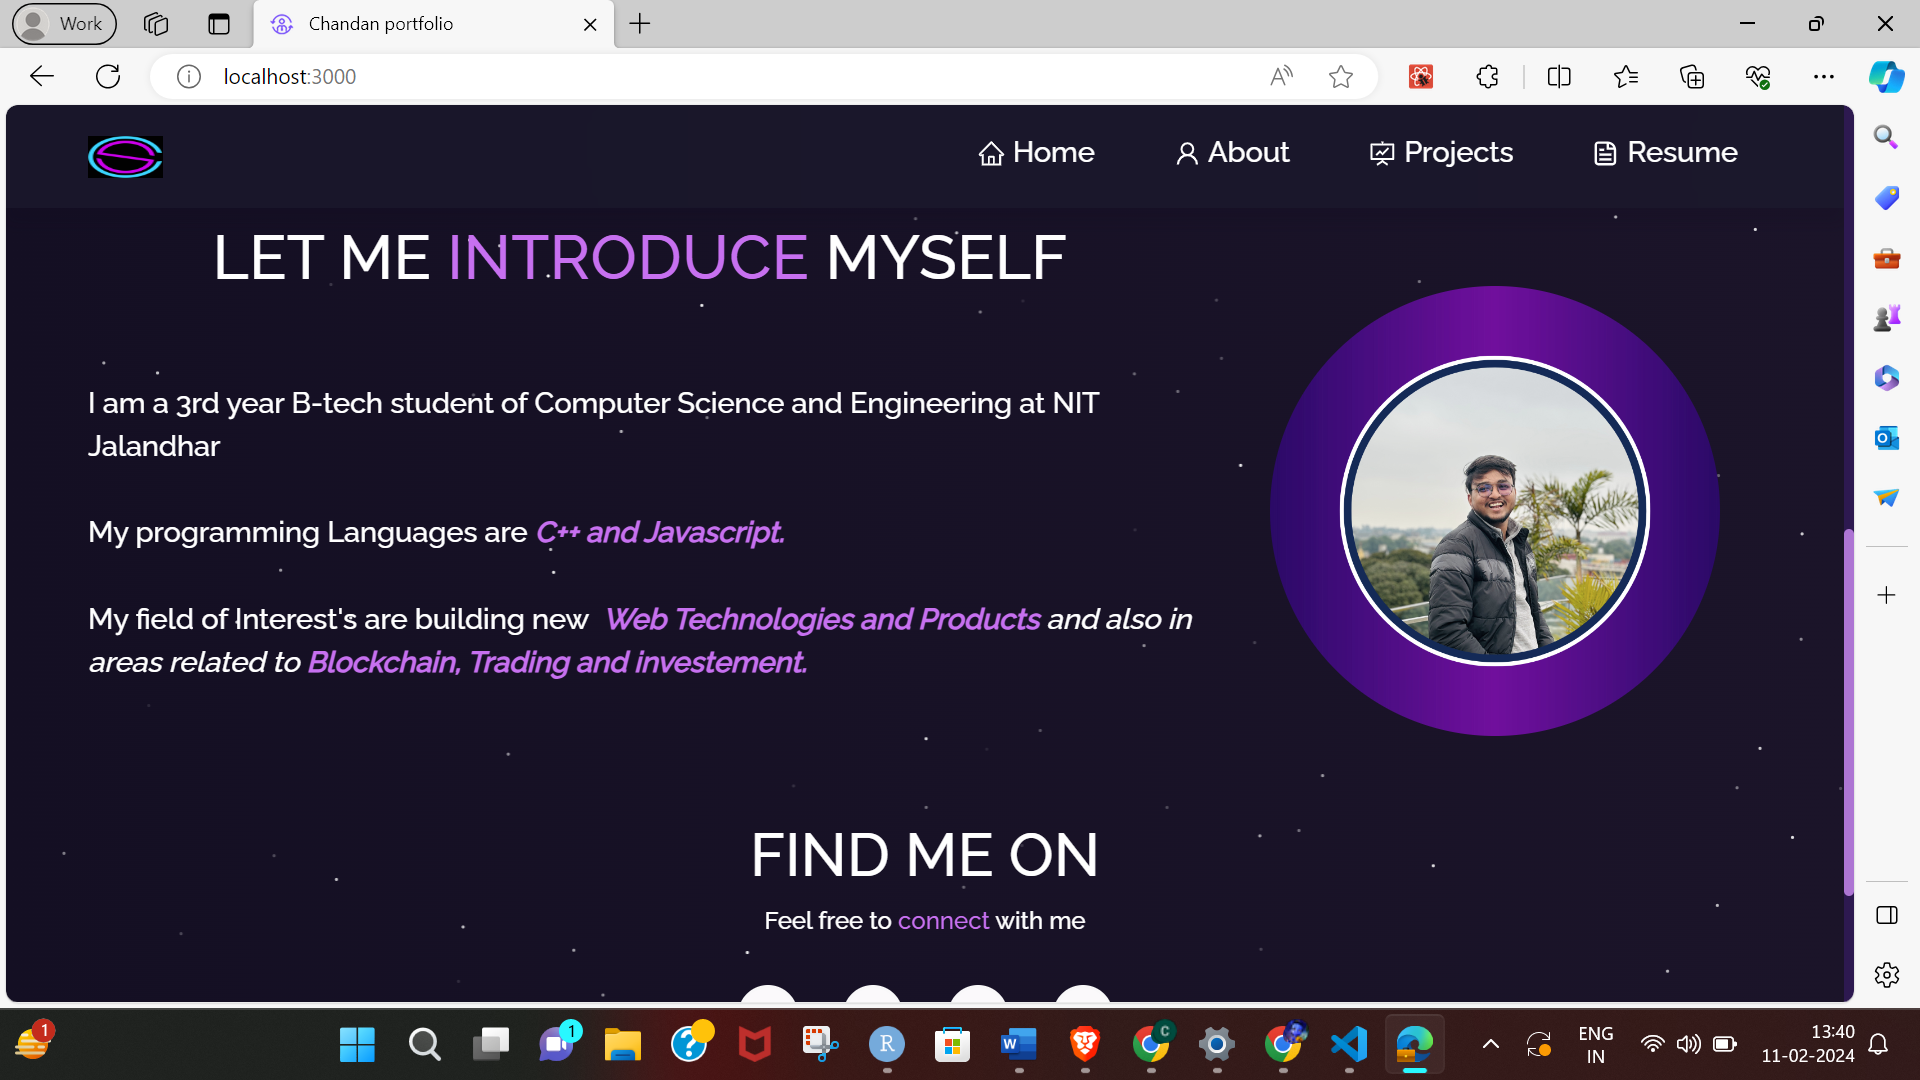 Work
Chandan portfolio
localhost:3000
Home
About
Projects
Resume
LET ME INTRODUCE MYSELF
I am a 3rd year B-tech student of Computer Science and Engineering at NIT
Jalandhar
My programming Languages are C++ and Javascript.
My field of Interest's are building new Web Technologies and Products and also in
areas related to Blockchain, Trading and investement.
FIND ME ON
Feel free to connect with me
1
1
R
W
C
ENG
IN
13:40
11-02-2024